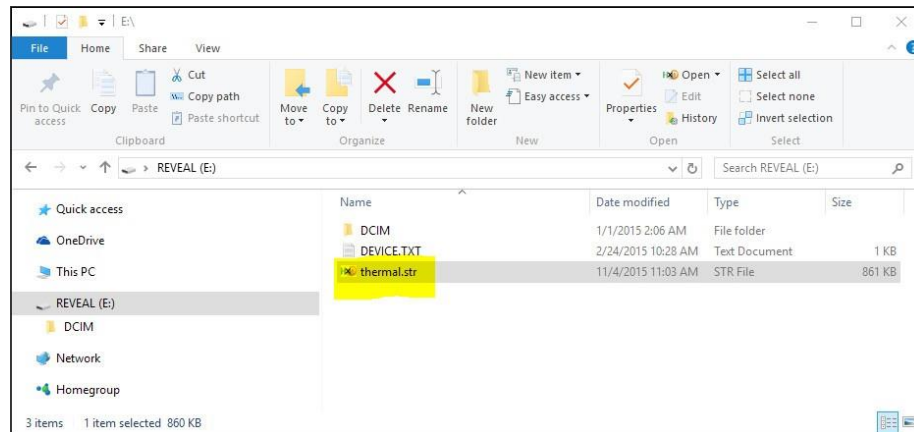 E:\
File Home Share View
Pin to Quick access
Copy
Paste
Cut
Copy path
Paste shortcut
Clipboard
Move to
Copy to
Delete
Rename
Organize
New folder
New item
Easy access
New
Properties
Open
Edit
History
Open
Select all
Select none
Invert selection
Select
REVEAL (E:)
Search REVEAL (E:)
Quick access
OneDrive
This PC
REVEAL (E:)
DCIM
Network
Homegroup
Name Date modified Type Size
DCIM 1/1/2015 2:06 AM File folder
DEVICE.TXT 2/24/2015 10:28 AM Text Document 1 KB
thermal.str 11/4/2015 11:03 AM STR File 861 KB
3 items 1 item selected 860 KB